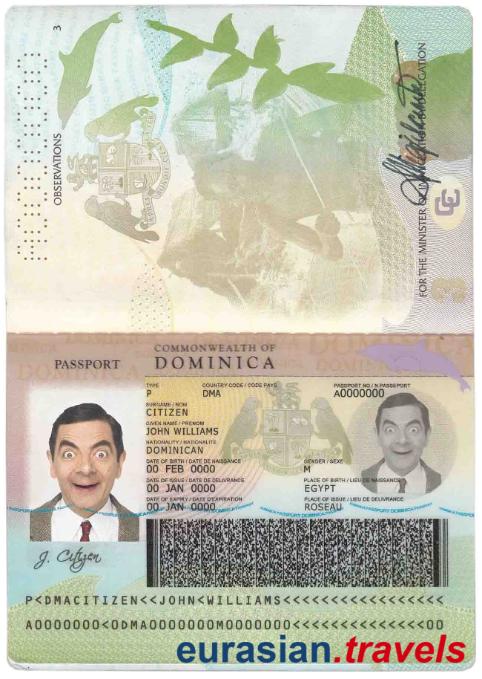 3
OBSERVATIONS
FOR THE MINISTER OF
3
COMMONWEALTH OF
PASSPORT DOMINICA
TYPE COUNTRY CODE / CODE PAYS PASSPORT NO / N.PASSEPORT
P DMA A0000000
SURNAME / NOM
CITIZEN
GIVEN NAME / PRENOM
JOHN WILLIAMS
NATIONALITY / NATIONALITE
DOMINICAN
DATE OF BIRTH / DATE DE NAISSANCE GENDER / SEXE
00 FEB 0000 M
DATE OF ISSUE / DATE DE DELIVRANCE PLACE OF BIRTH / LIEU DE NAISSANCE
00 JAN 0000 EGYPT
DATE OF EXPIRY / DATE D'EXPIRATION PLACE OF ISSUE / LIEU DE DELIVRANCE
00 JAN 0000 ROSEAU
J. Citizen
P<DMACITIZEN<<JOHN<WILLIAMS<<<<<<<<<<<<<<<<<
A0000000<0DMA0000000M0000000<<<<<<<<<<<<<<00
eurasian.travels